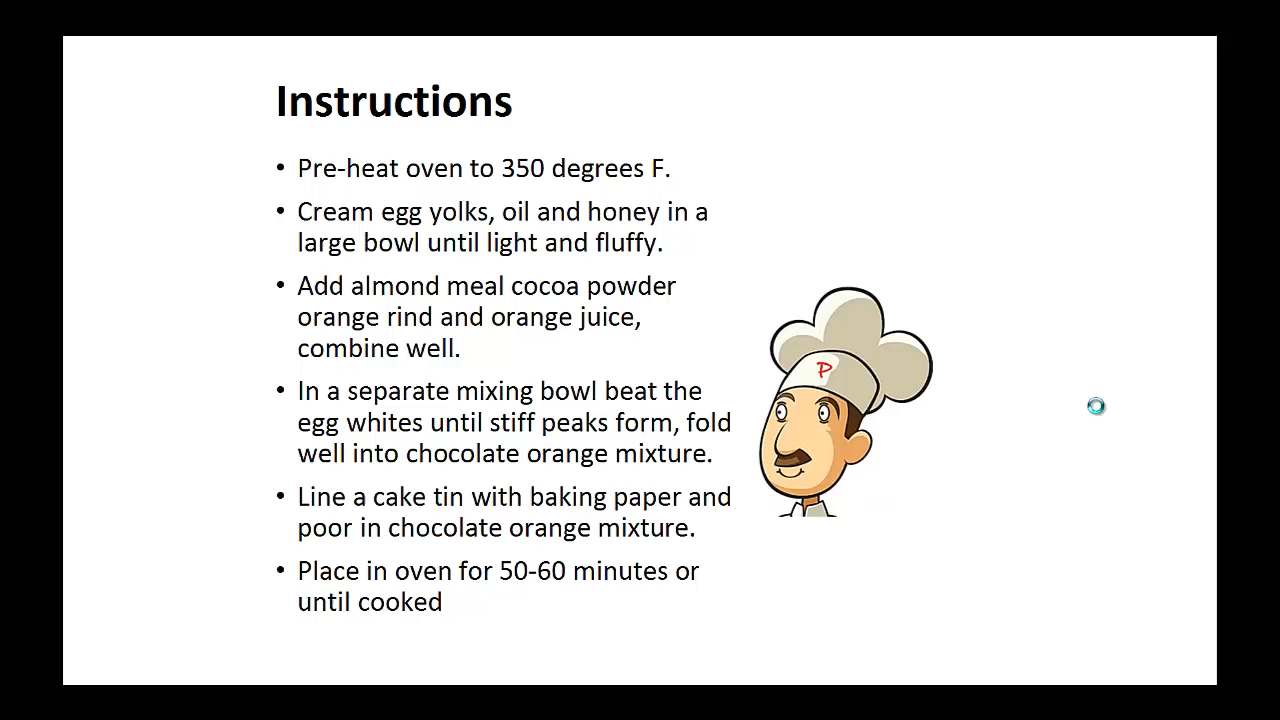 Instructions
• Pre-heat oven to 350 degrees F.
• Cream egg yolks, oil and honey in a
large bowl until light and fluffy.
• Add almond meal cocoa powder
orange rind and orange juice,
combine well.
• In a separate mixing bowl beat the
egg whites until stiff peaks form, fold
well into chocolate orange mixture.
• Line a cake tin with baking paper and
poor in chocolate orange mixture.
• Place in oven for 50-60 minutes or
until cooked
P